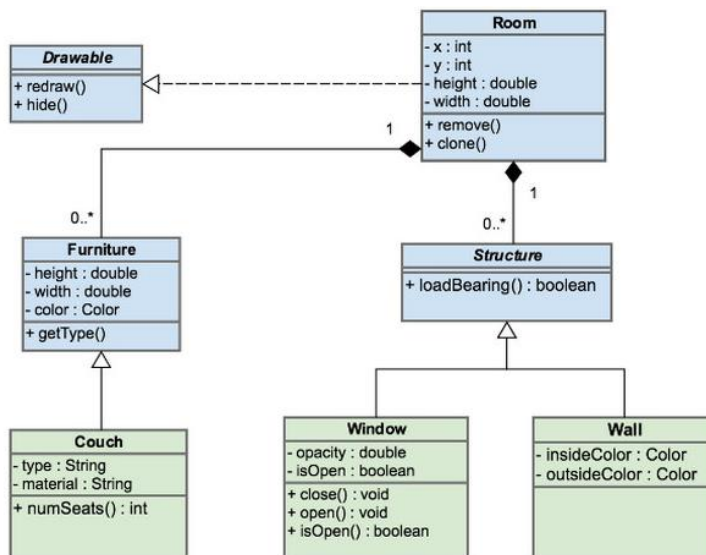 Room
- x : int
- y : int
- height : double
- width : double
+ remove()
+ clone()
Drawable
+ redraw()
+ hide()
1
1
0..*
0..*
Furniture
- height : double
- width : double
- color : Color
+ getType()
Structure
+ loadBearing() : boolean
Couch
- type : String
- material : String
+ numSeats() : int
Window
- opacity : double
- isOpen : boolean
+ close() : void
+ open() : void
+ isOpen() : boolean
Wall
- insideColor : Color
- outsideColor : Color